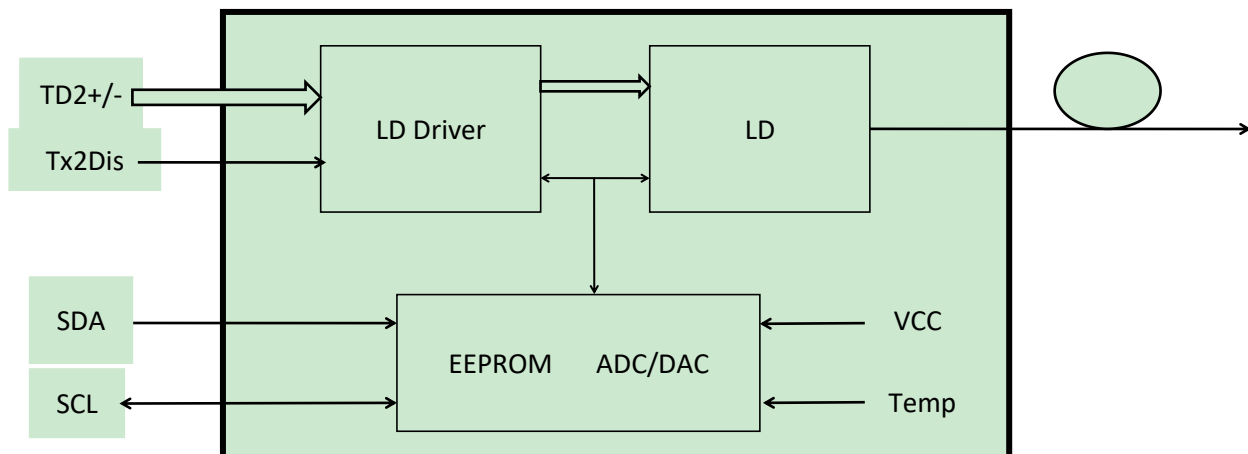 TD2+/-
LD Driver
LD
Tx2Dis
SDA
VCC
EEPROM ADC/DAC
SCL
Temp